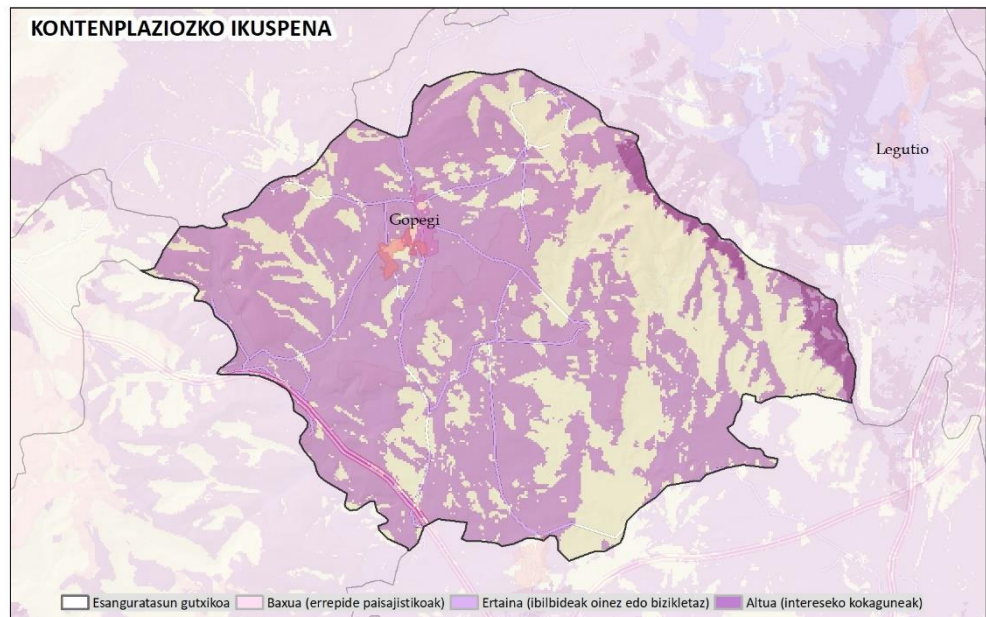 KONTENPLAZIOZKO IKUSPENA
Legutio
Gopegi
Esanguratasun gutxikoa
Baxua (errepide paisajistikoak)
Ertaina (ibilbideak oinez edo bizikletaz)
Altua (intereseko kokaguneak)